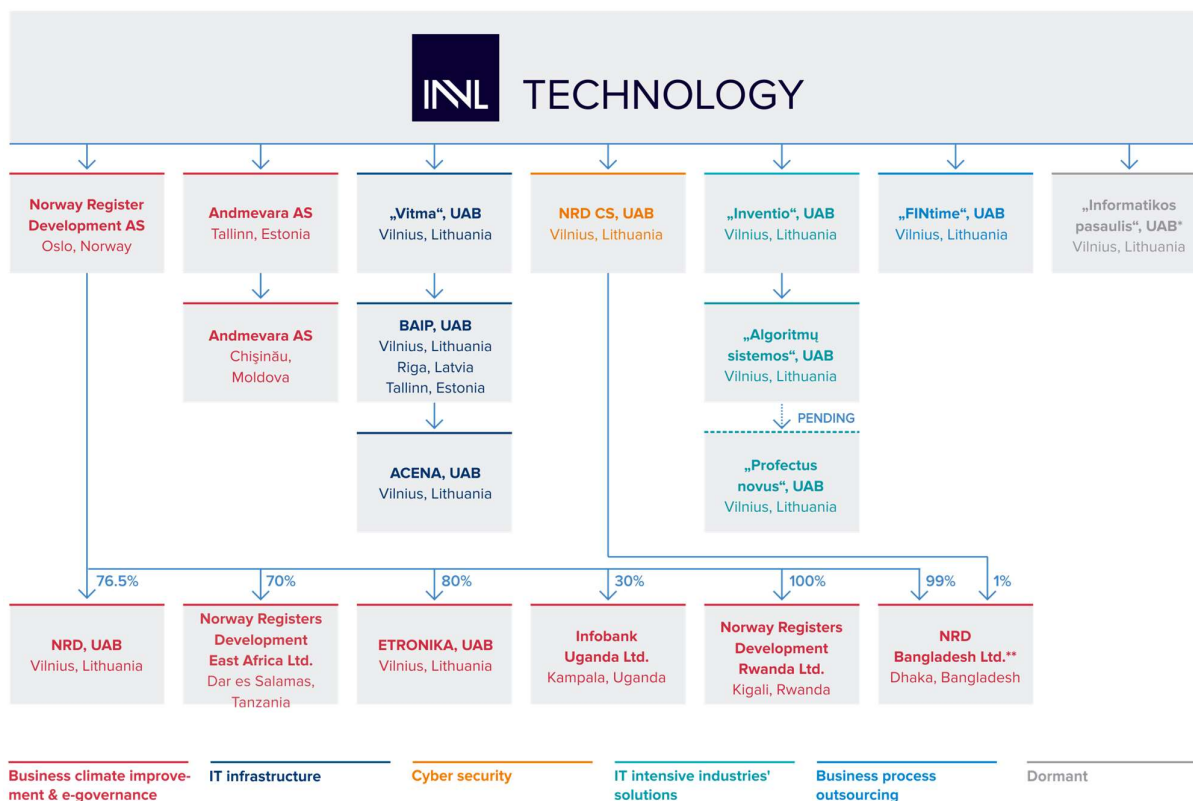 INVL TECHNOLOGY
Norway Register
Development AS
Oslo, Norway
Andmevara AS
Tallinn, Estonia
„Vitma“, UAB
Vilnius, Lithuania
NRD CS, UAB
Vilnius, Lithuania
„Inventio“, UAB
Vilnius, Lithuania
„FINtime“, UAB
Vilnius, Lithuania
„Informatikos
pasaulis“, UAB*
Vilnius, Lithuania
Andmevara AS
Chişinău,
Moldova
BAIP, UAB
Vilnius, Lithuania
Riga, Latvia
Tallinn, Estonia
„Algoritmų
sistemos“, UAB
Vilnius, Lithuania
PENDING
ACENA, UAB
Vilnius, Lithuania
„Profectus
novus“, UAB
Vilnius, Lithuania
76.5%
70%
80%
30%
100%
99%
1%
NRD, UAB
Vilnius, Lithuania
Norway Registers
Development
East Africa Ltd.
Dar es Salamas,
Tanzania
ETRONIKA, UAB
Vilnius, Lithuania
Infobank
Uganda Ltd.
Kampala, Uganda
Norway Registers
Development
Rwanda Ltd.
Kigali, Rwanda
NRD
Bangladesh Ltd.**
Dhaka, Bangladesh
Business climate improve-
ment & e-governance
IT infrastructure
Cyber security
IT intensive industries'
solutions
Business process
outsourcing
Dormant